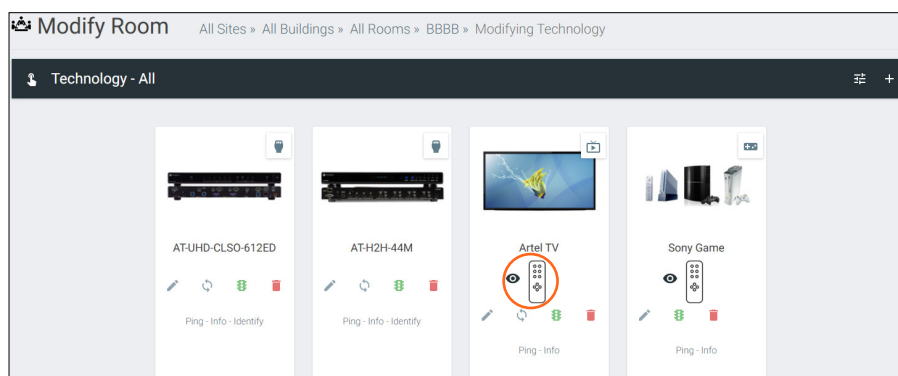 Modify Room
All Sites » All Buildings » All Rooms » BBBB » Modifying Technology
Technology - All
AT-UHD-CLSO-612ED
AT-H2H-44M
Artel TV
Sony Game
Ping - Info - Identify
Ping - Info - Identify
Ping - Info
Ping - Info